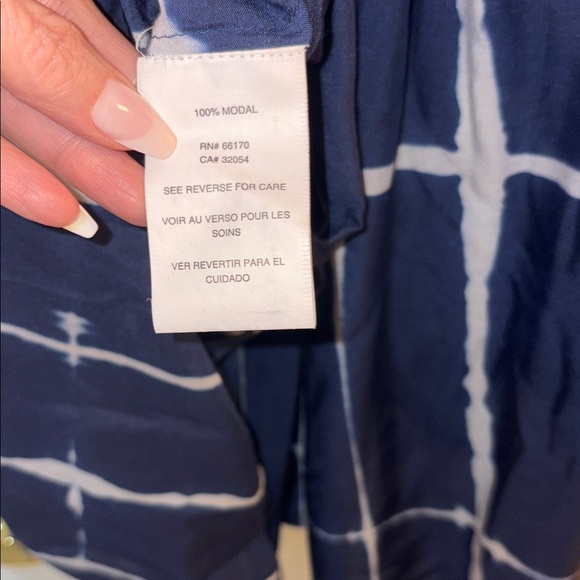 100% MODAL
RN# 66170
CA# 32054
SEE REVERSE FOR CARE
VOIR AU VERSO POUR LES
SOINS
VER REVERTIR PARA EL
CUIDADO